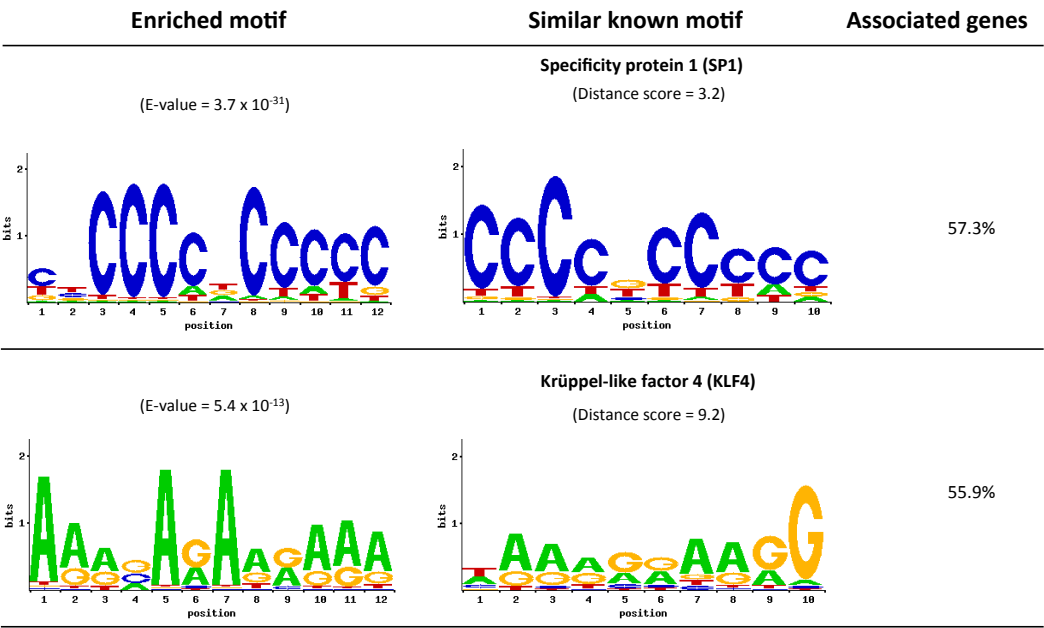 Enriched motif Similar known motif Associated genes
Specificity protein 1 (SP1)
(E-value = 3.7 x 10-31) (Distance score = 3.2)
2
1
bits
1 2 3 4 5 6 7 8 9 10 11 12
position
2
1
bits
1 2 3 4 5 6 7 8 9 10
position
57.3%
Krüppel-like factor 4 (KLF4)
(E-value = 5.4 x 10-13) (Distance score = 9.2)
2
1
bits
1 2 3 4 5 6 7 8 9 10 11 12
position
2
1
bits
1 2 3 4 5 6 7 8 9 10
position
55.9%